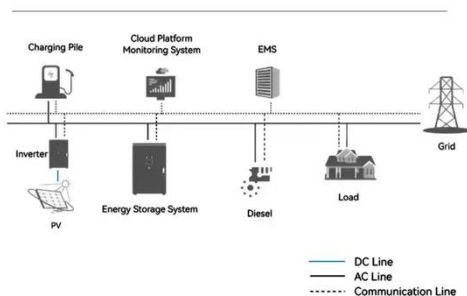 Charging Pile
Cloud Platform
Monitoring System
EMS
Grid
Inverter
PV
Energy Storage System
Diesel
Load
DC Line
AC Line
Communication Line